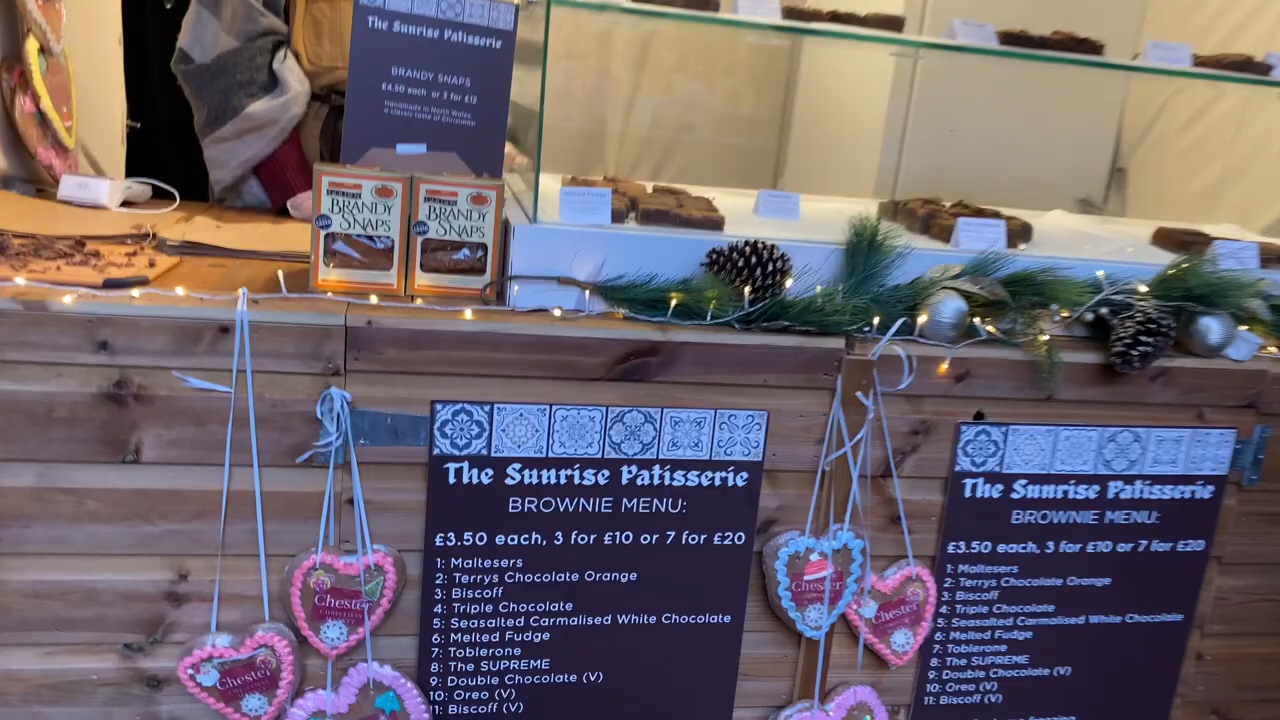 The Sunrise Patisserie
BRANDY SNAPS
£4.50 each or 3 for £12
Handmade in North Wales,
a classic taste of Christmas!
BRANDY
SNAPS
BRANDY
SNAPS
The Sunrise Patisserie
BROWNIE MENU:
£3.50 each, 3 for £10 or 7 for £20
1: Maltesers
2: Terrys Chocolate Orange
3: Biscoff
4: Triple Chocolate
5: Seasalted Carmalised White Chocolate
6: Melted Fudge
7: Toblerone
8: The SUPREME
9: Double Chocolate (V)
10: Oreo (V)
11: Biscoff (V)
The Sunrise Patisserie
BROWNIE MENU:
£3.50 each, 3 for £10 or 7 for £20
1: Maltesers
2: Terrys Chocolate Orange
3: Biscoff
4: Triple Chocolate
5: Seasalted Carmalised White Chocolate
6: Melted Fudge
7: Toblerone
8: The SUPREME
9: Double Chocolate (V)
10: Oreo (V)
11: Biscoff (V)
Chester
CHRISTMAS
MARKET
Chester
Chester
Chester